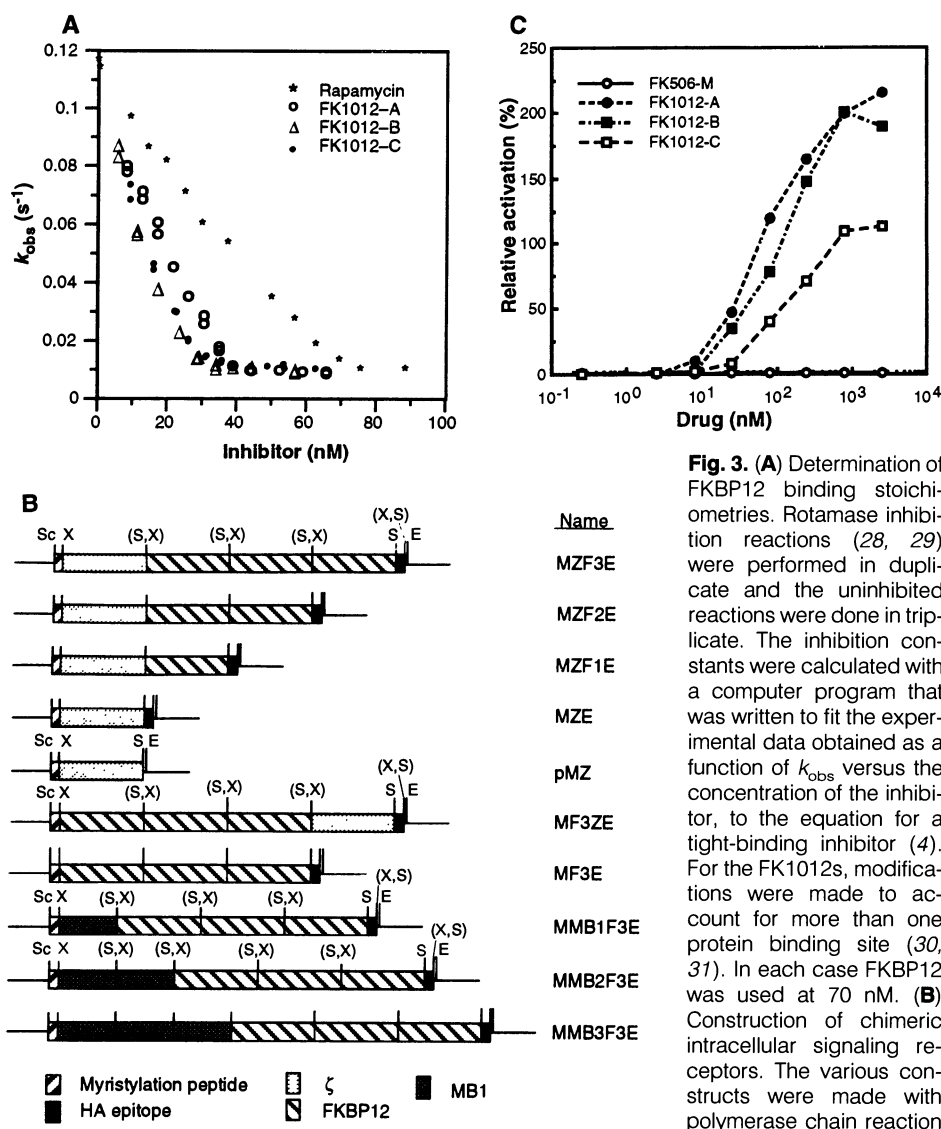 A
0.12
0.1
0.08
0.06
0.04
0.02
0
k_obs (s⁻¹)
Rapamycin
FK1012–A
FK1012–B
FK1012–C
0 20 40 60 80 100
Inhibitor (nM)
C
250
200
150
100
50
0
Relative activation (%)
FK506-M
FK1012-A
FK1012-B
FK1012-C
10⁻¹ 10⁰ 10¹ 10² 10³ 10⁴
Drug (nM)
B
Name
Sc X (S,X) (S,X) (S,X) S (X,S) E
MZF3E
MZF2E
MZF1E
MZE
Sc X S E
pMZ
Sc X (S,X) (S,X) (S,X) S (X,S) E
MF3ZE
MF3E
Sc X (S,X) (S,X) (S,X) S E (X,S)
MMB1F3E
Sc X (S,X) (S,X) (S,X) (S,X) S E (X,S)
MMB2F3E
MMB3F3E
Myristylation peptide
HA epitope
ζ
FKBP12
MB1
Fig. 3. (A) Determination of
FKBP12 binding stoichi-
ometries. Rotamase inhibi-
tion reactions (28, 29)
were performed in dupli-
cate and the uninhibited
reactions were done in trip-
licate. The inhibition con-
stants were calculated with
a computer program that
was written to fit the exper-
imental data obtained as a
function of k_obs versus the
concentration of the inhibi-
tor, to the equation for a
tight-binding inhibitor (4).
For the FK1012s, modifica-
tions were made to ac-
count for more than one
protein binding site (30,
31). In each case FKBP12
was used at 70 nM. (B)
Construction of chimeric
intracellular signaling re-
ceptors. The various con-
structs were made with
polymerase chain reaction